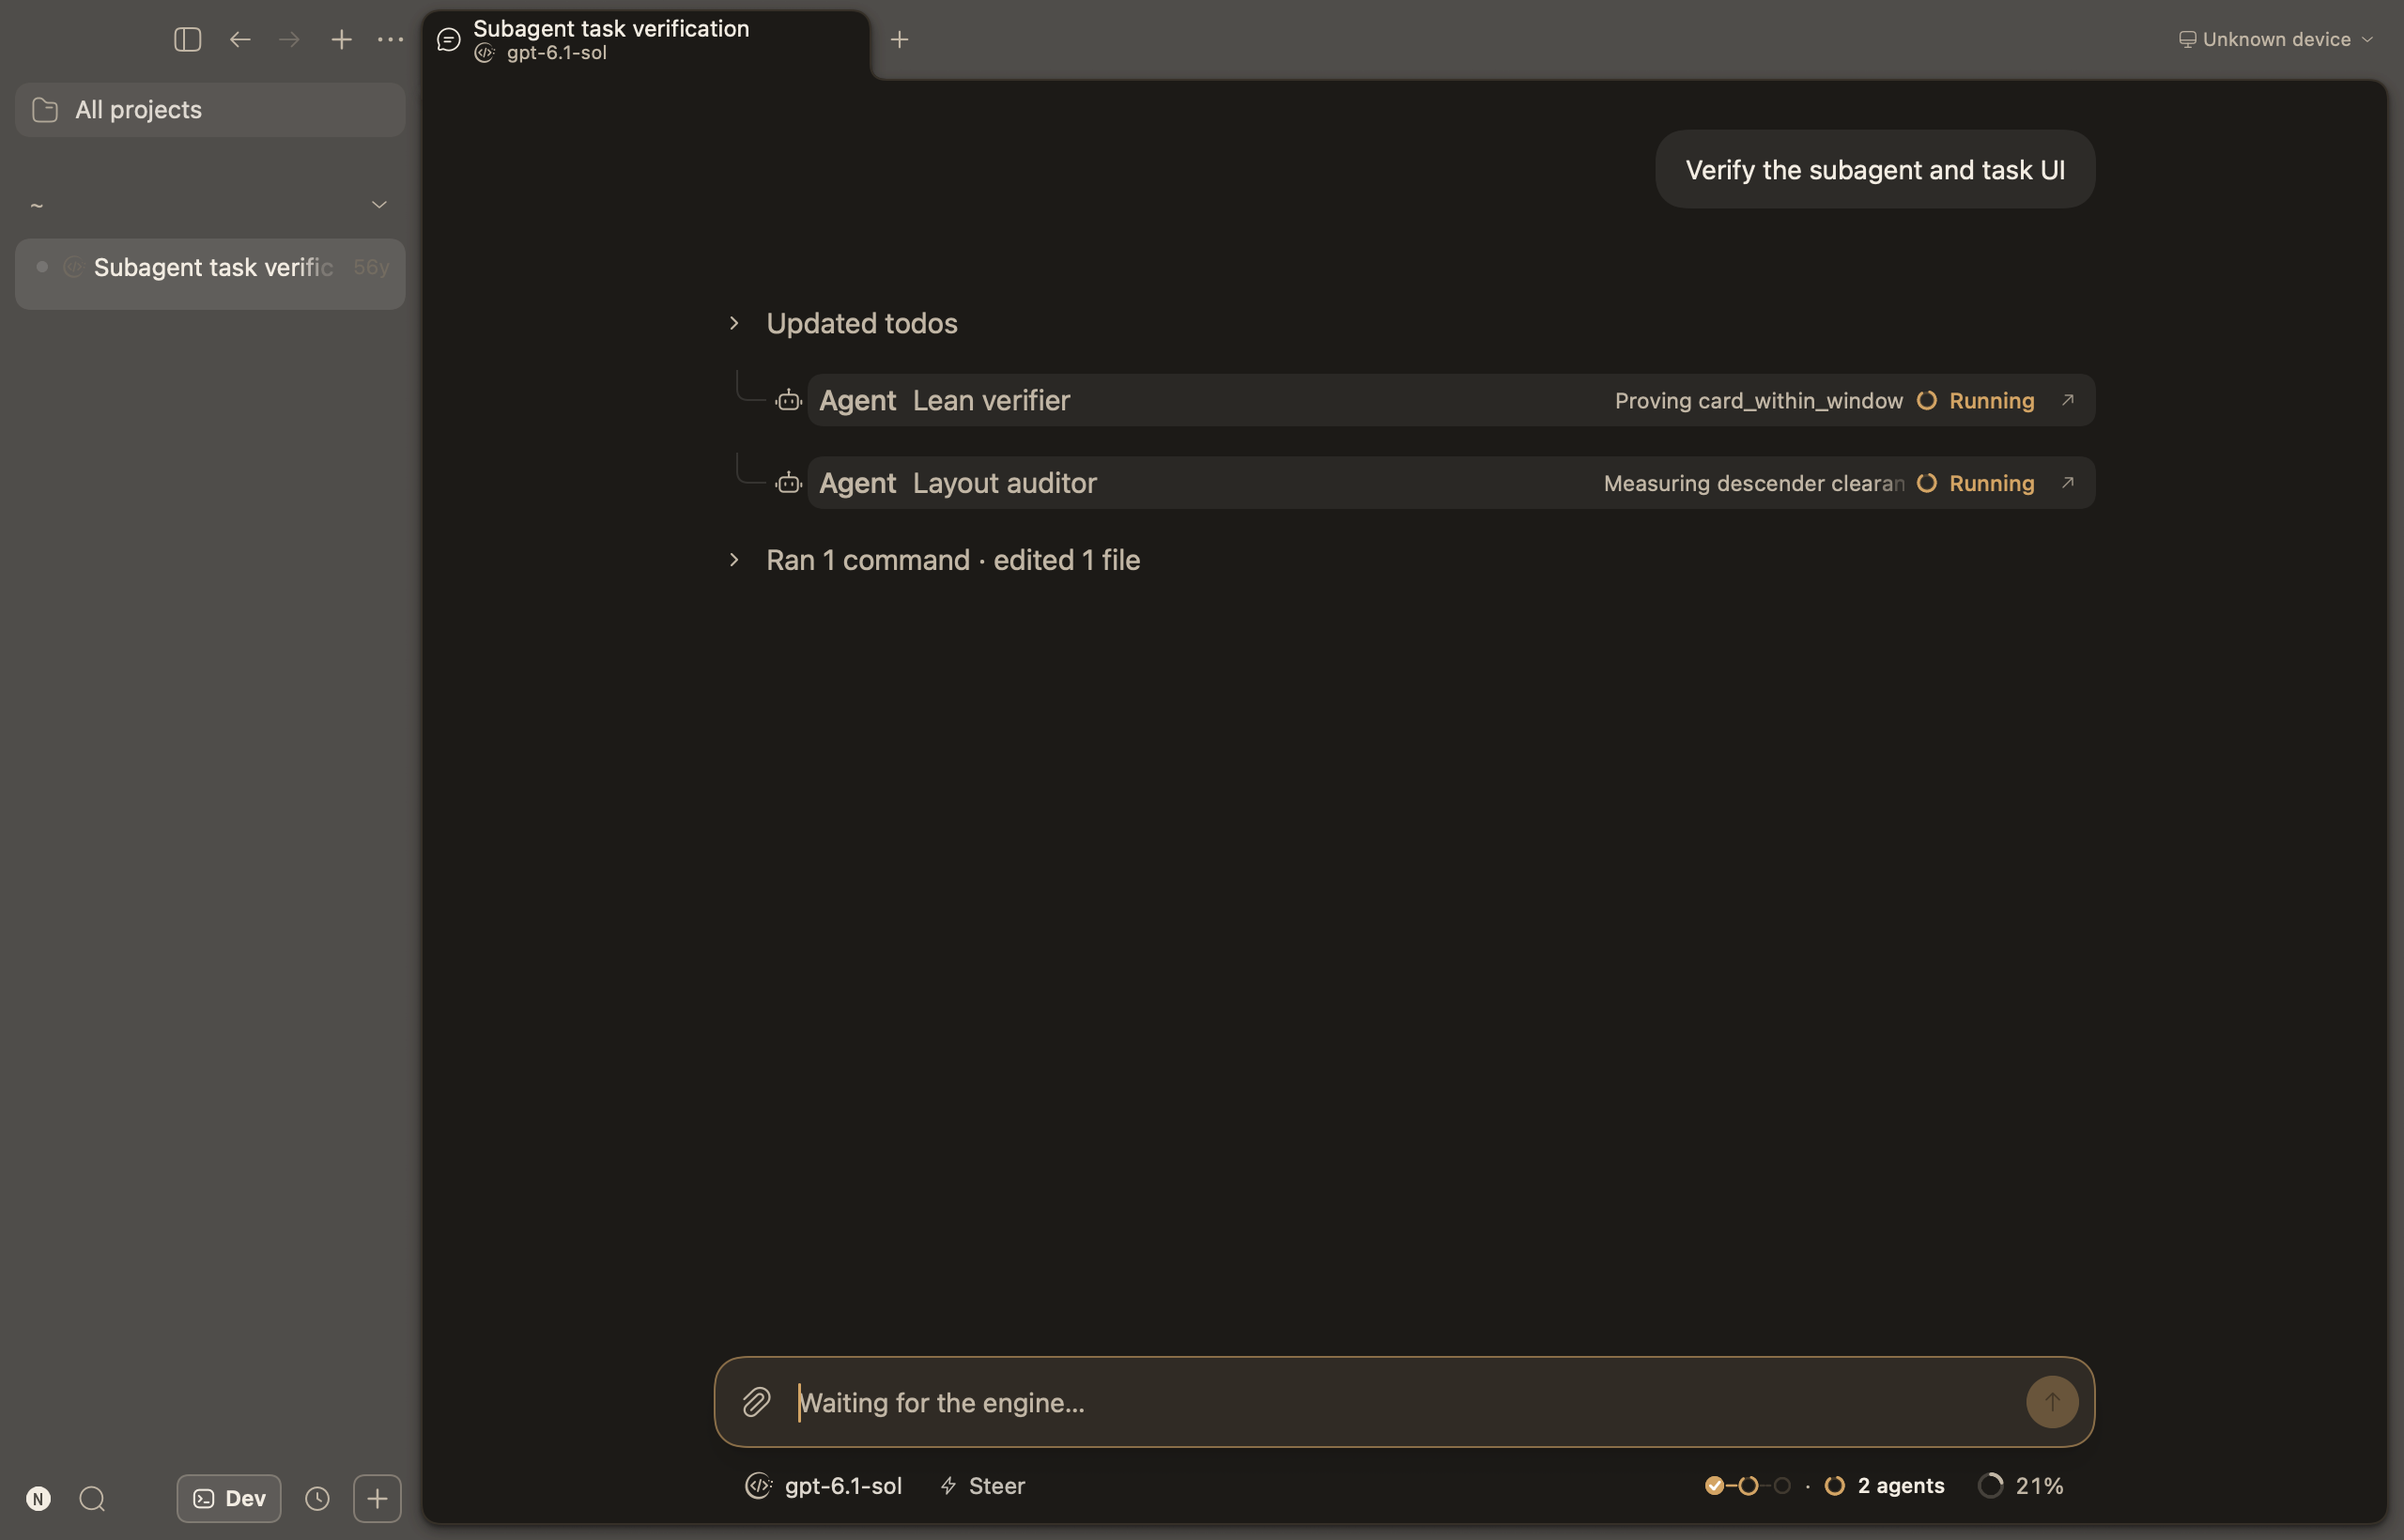 Subagent task verification
gpt-6.1-sol
Unknown device
All projects
~
Subagent task verific 56y
Verify the subagent and task UI
Updated todos
Agent Lean verifier Proving card_within_window Running
Agent Layout auditor Measuring descender clearan Running
Ran 1 command · edited 1 file
Waiting for the engine...
gpt-6.1-sol Steer · 2 agents 21%
N Dev